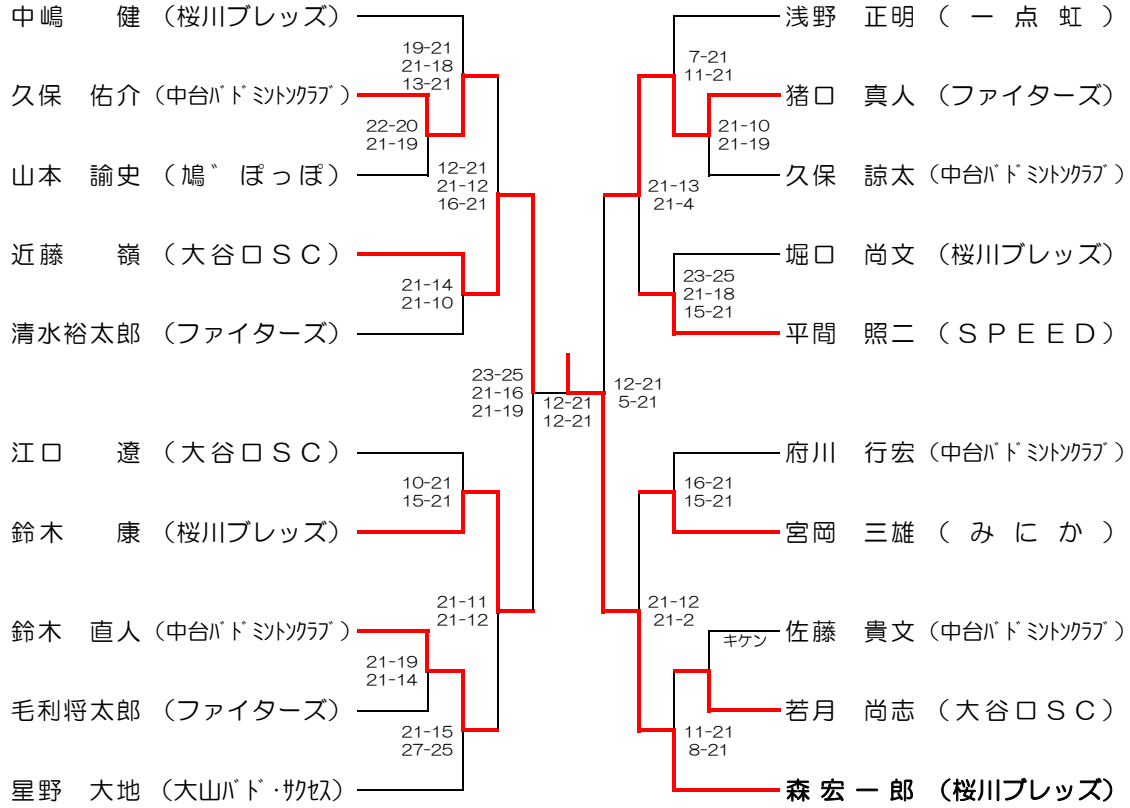 中嶋　　健 （桜川ブレッズ）
19-21
21-18
13-21
久保　佑介 （中台バドミントンクラブ）
22-20
21-19
山本　諭史 （鳩゛ぽっぽ）
12-21
21-12
16-21
近藤　　嶺 （大谷口ＳＣ）
21-14
21-10
清水裕太郎 （ファイターズ）
23-25
21-16
21-19
江口　　遼 （大谷口ＳＣ）
10-21
15-21
鈴木　　康 （桜川ブレッズ）
21-11
21-12
鈴木　直人 （中台バドミントンクラブ）
21-19
21-14
毛利将太郎 （ファイターズ）
21-15
27-25
星野　大地 （大山バド・サクセス）
12-21
12-21
浅野　正明 （一点虹）
7-21
11-21
猪口　真人 （ファイターズ）
21-10
21-19
久保　諒太 （中台バドミントンクラブ）
21-13
21-4
堀口　尚文 （桜川ブレッズ）
23-25
21-18
15-21
平間　照二 （ＳＰＥＥＤ）
12-21
5-21
府川　行宏 （中台バドミントンクラブ）
16-21
15-21
宮岡　三雄 （みにか）
21-12
21-2
佐藤　貴文 （中台バドミントンクラブ）
キケン
若月　尚志 （大谷口ＳＣ）
11-21
8-21
森宏一郎 （桜川ブレッズ）